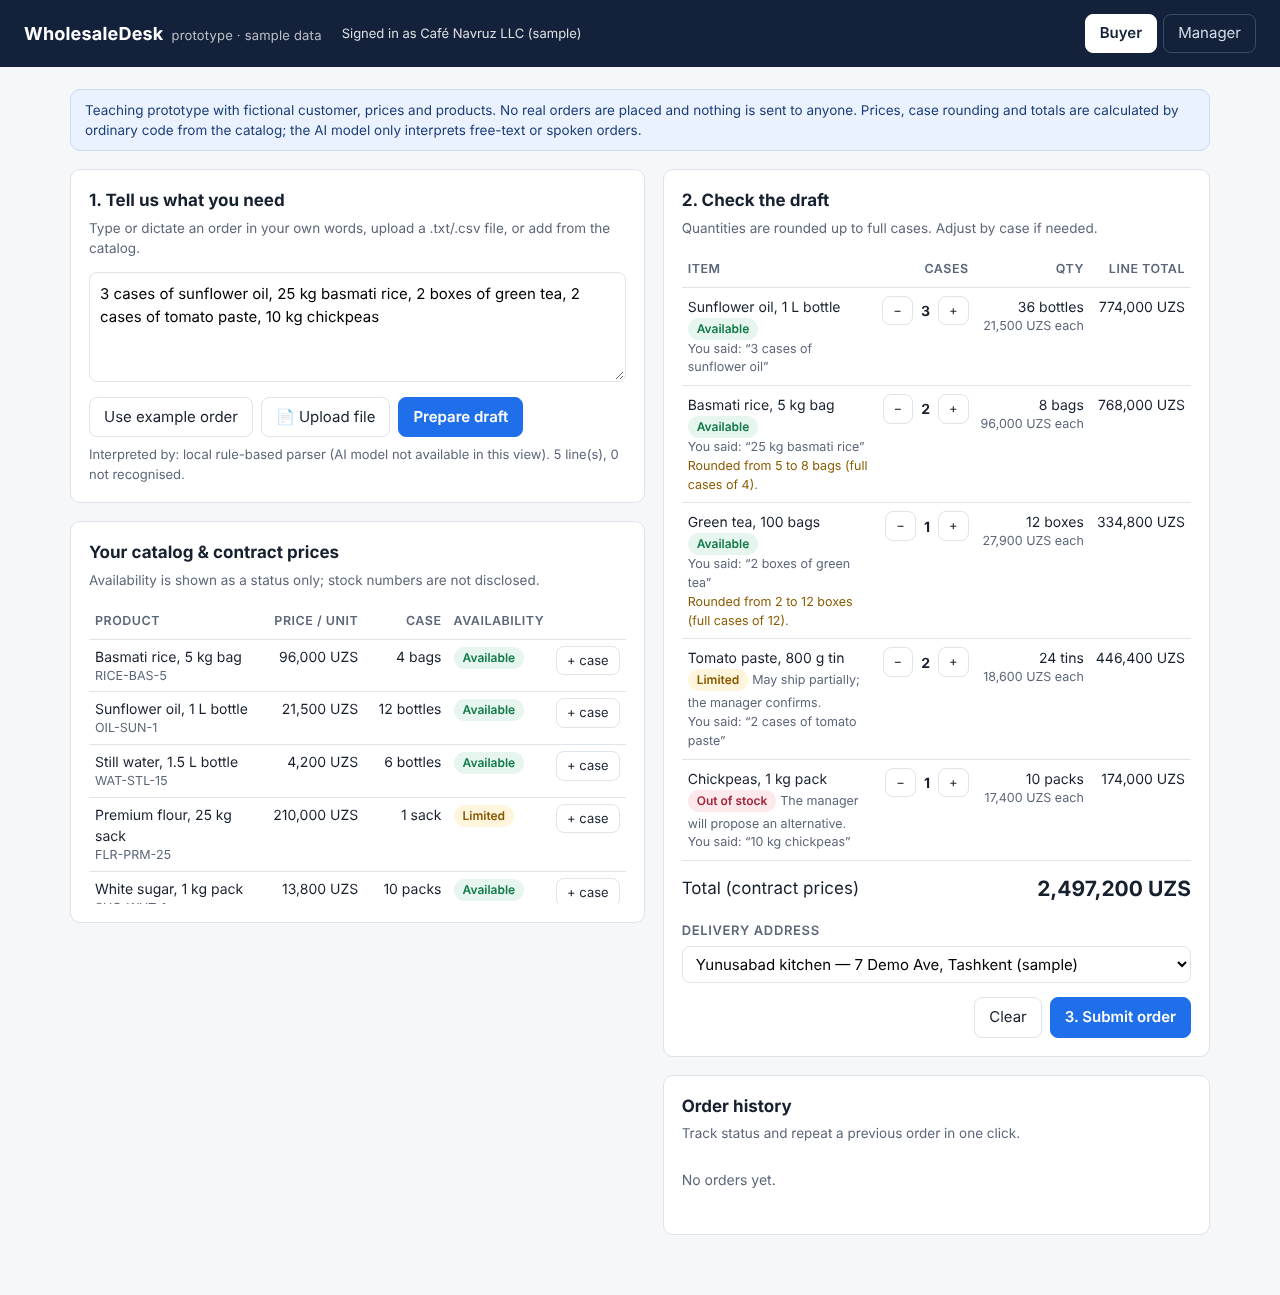 WholesaleDesk prototype · sample data Signed in as Café Navruz LLC (sample) Buyer Manager
Teaching prototype with fictional customer, prices and products. No real orders are placed and nothing is sent to anyone. Prices, case rounding and totals are calculated by
ordinary code from the catalog; the AI model only interprets free-text or spoken orders.
1. Tell us what you need
Type or dictate an order in your own words, upload a .txt/.csv file, or add from the
catalog.
3 cases of sunflower oil, 25 kg basmati rice, 2 boxes of green tea, 2
cases of tomato paste, 10 kg chickpeas
Use example order 📄 Upload file Prepare draft
Interpreted by: local rule-based parser (AI model not available in this view). 5 line(s), 0
not recognised.
Your catalog & contract prices
Availability is shown as a status only; stock numbers are not disclosed.
PRODUCT PRICE / UNIT CASE AVAILABILITY
Basmati rice, 5 kg bag 96,000 UZS 4 bags Available + case
RICE-BAS-5
Sunflower oil, 1 L bottle 21,500 UZS 12 bottles Available + case
OIL-SUN-1
Still water, 1.5 L bottle 4,200 UZS 6 bottles Available + case
WAT-STL-15
Premium flour, 25 kg 210,000 UZS 1 sack Limited + case
sack
FLR-PRM-25
White sugar, 1 kg pack 13,800 UZS 10 packs Available + case
2. Check the draft
Quantities are rounded up to full cases. Adjust by case if needed.
ITEM CASES QTY LINE TOTAL
Sunflower oil, 1 L bottle − 3 + 36 bottles 774,000 UZS
Available 21,500 UZS each
You said: “3 cases of
sunflower oil”
Basmati rice, 5 kg bag − 2 + 8 bags 768,000 UZS
Available 96,000 UZS each
You said: “25 kg basmati rice”
Rounded from 5 to 8 bags (full
cases of 4).
Green tea, 100 bags − 1 + 12 boxes 334,800 UZS
Available 27,900 UZS each
You said: “2 boxes of green
tea”
Rounded from 2 to 12 boxes
(full cases of 12).
Tomato paste, 800 g tin − 2 + 24 tins 446,400 UZS
Limited May ship partially; 18,600 UZS each
the manager confirms.
You said: “2 cases of tomato
paste”
Chickpeas, 1 kg pack − 1 + 10 packs 174,000 UZS
Out of stock The manager 17,400 UZS each
will propose an alternative.
You said: “10 kg chickpeas”
Total (contract prices) 2,497,200 UZS
DELIVERY ADDRESS
Yunusabad kitchen — 7 Demo Ave, Tashkent (sample)
Clear 3. Submit order
Order history
Track status and repeat a previous order in one click.
No orders yet.